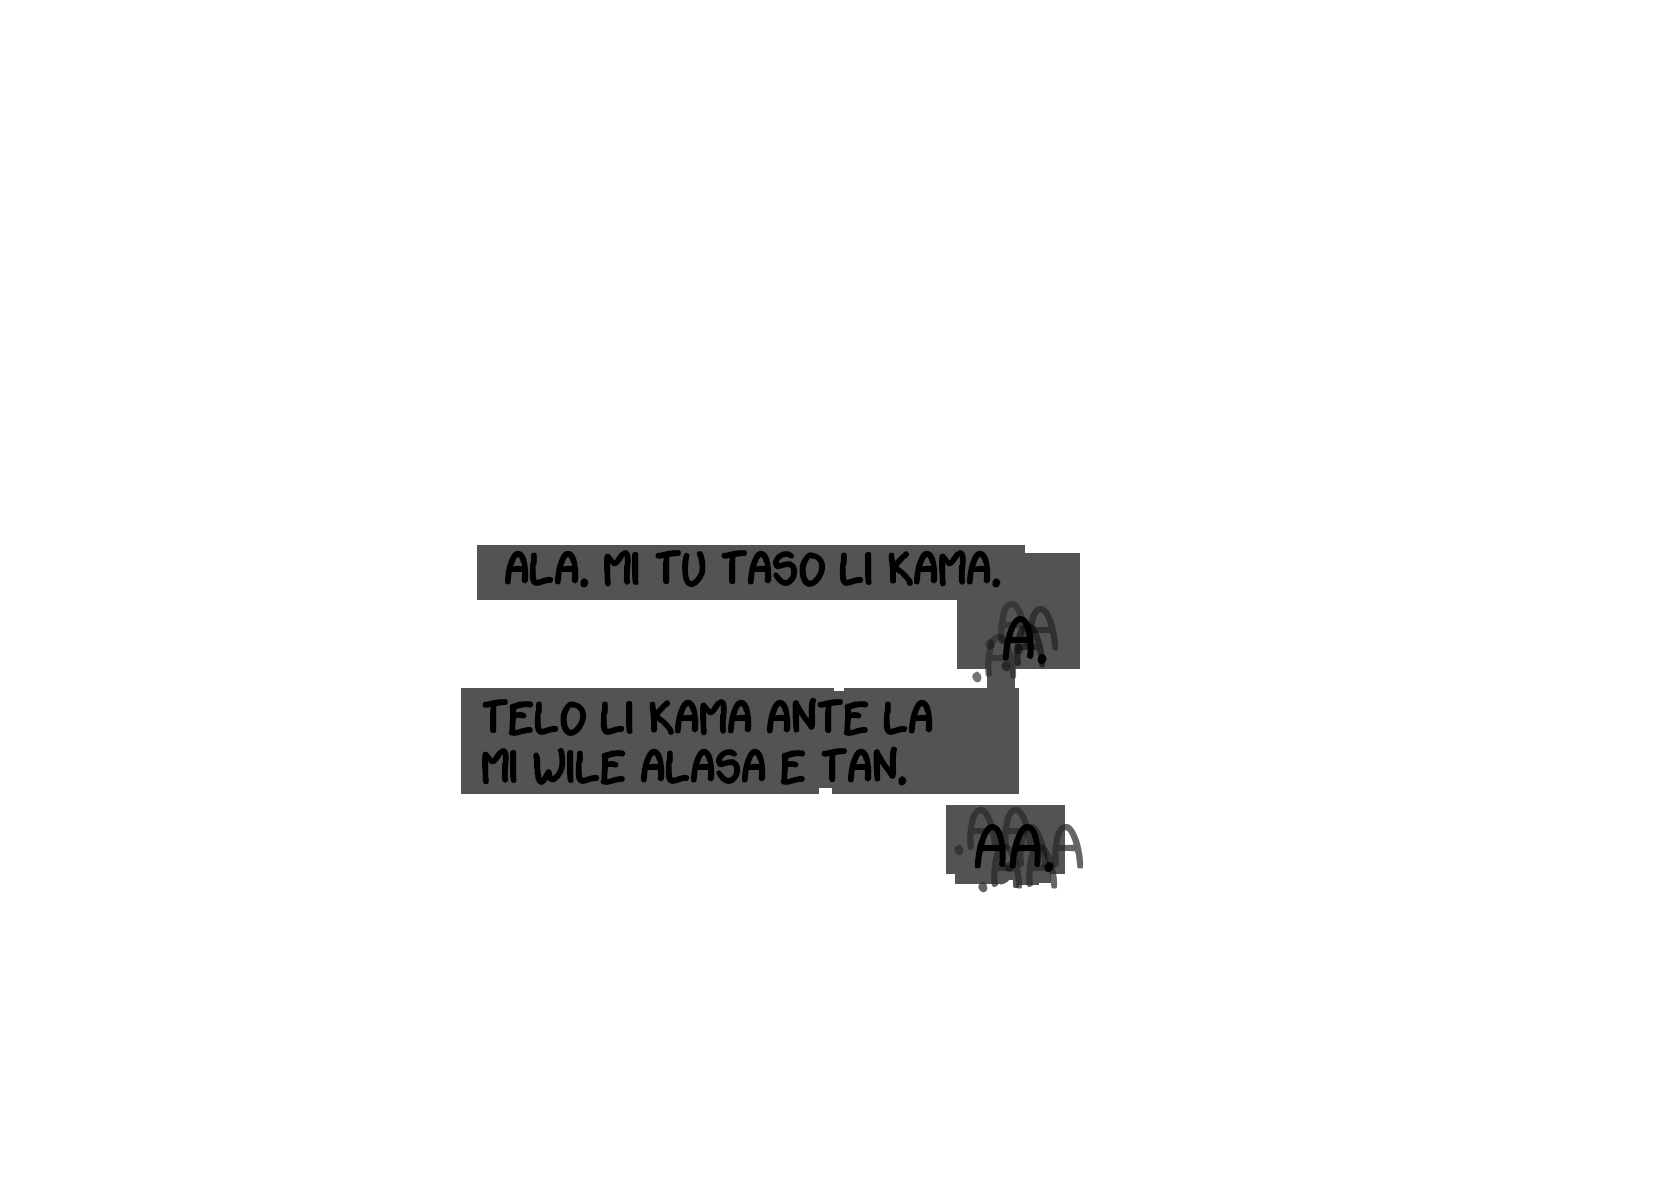 ALA. MI TU TASO LI KAMA.
A.
TELO LI KAMA ANTE LA
MI WILE ALASA E TAN.
AA.